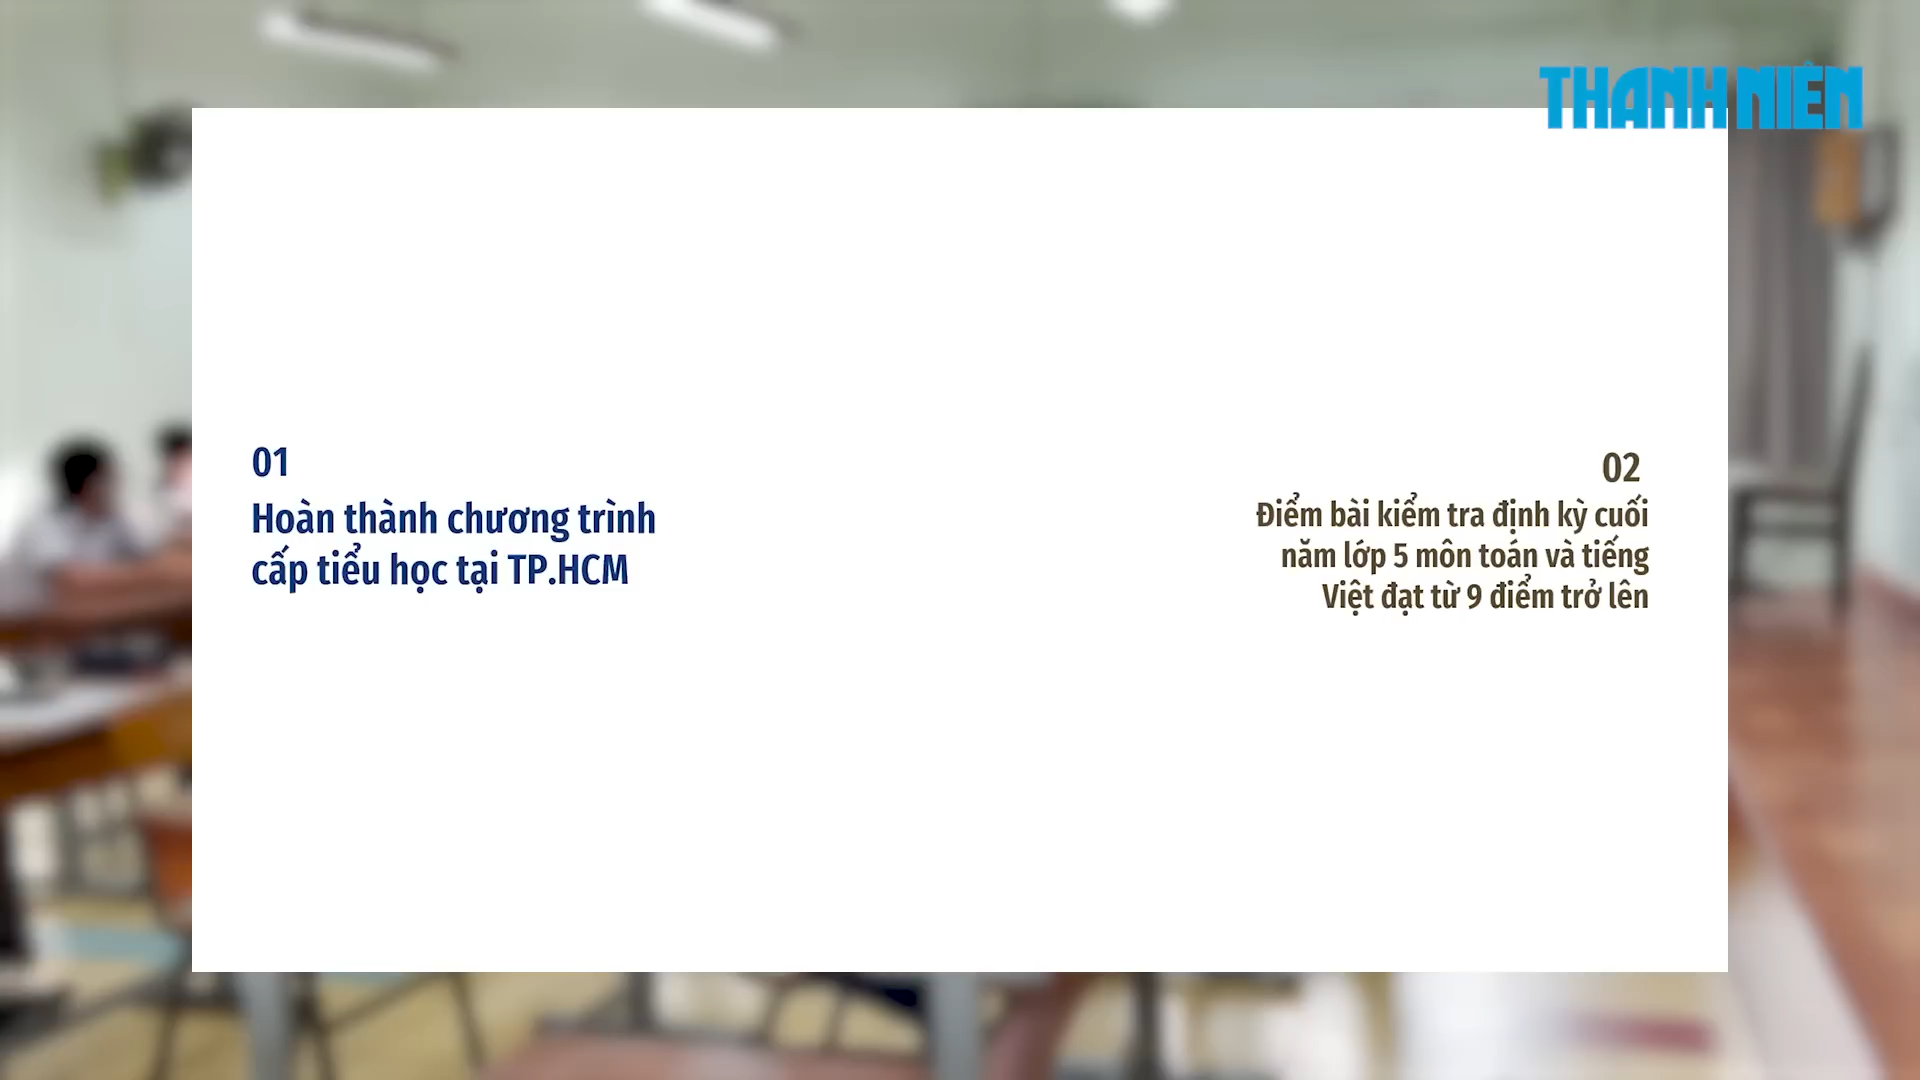 THANH NIÊN
01
Hoàn thành chương trình
cấp tiểu học tại TP.HCM
02
Điểm bài kiểm tra định kỳ cuối
năm lớp 5 môn toán và tiếng
Việt đạt từ 9 điểm trở lên